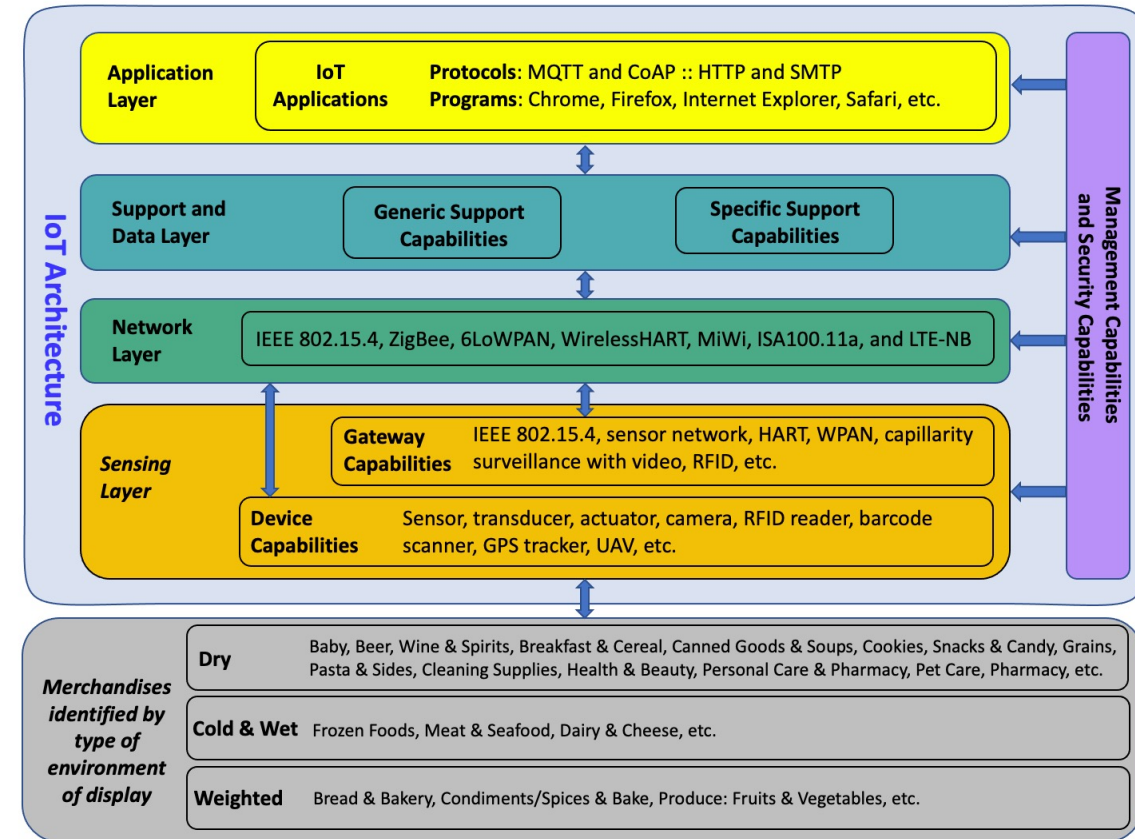 IoT Architecture
Application
Layer
IoT
Applications
Protocols: MQTT and CoAP :: HTTP and SMTP
Programs: Chrome, Firefox, Internet Explorer, Safari, etc.
Support and
Data Layer
Generic Support
Capabilities
Specific Support
Capabilities
Network
Layer
IEEE 802.15.4, ZigBee, 6LoWPAN, WirelessHART, MiWi, ISA100.11a, and LTE-NB
Sensing
Layer
Gateway
Capabilities
IEEE 802.15.4, sensor network, HART, WPAN, capillarity
surveillance with video, RFID, etc.
Device
Capabilities
Sensor, transducer, actuator, camera, RFID reader, barcode
scanner, GPS tracker, UAV, etc.
Management Capabilities
and Security Capabilities
Merchandises
identified by
type of
environment
of display
Dry
Baby, Beer, Wine & Spirits, Breakfast & Cereal, Canned Goods & Soups, Cookies, Snacks & Candy, Grains,
Pasta & Sides, Cleaning Supplies, Health & Beauty, Personal Care & Pharmacy, Pet Care, Pharmacy, etc.
Cold & Wet
Frozen Foods, Meat & Seafood, Dairy & Cheese, etc.
Weighted
Bread & Bakery, Condiments/Spices & Bake, Produce: Fruits & Vegetables, etc.